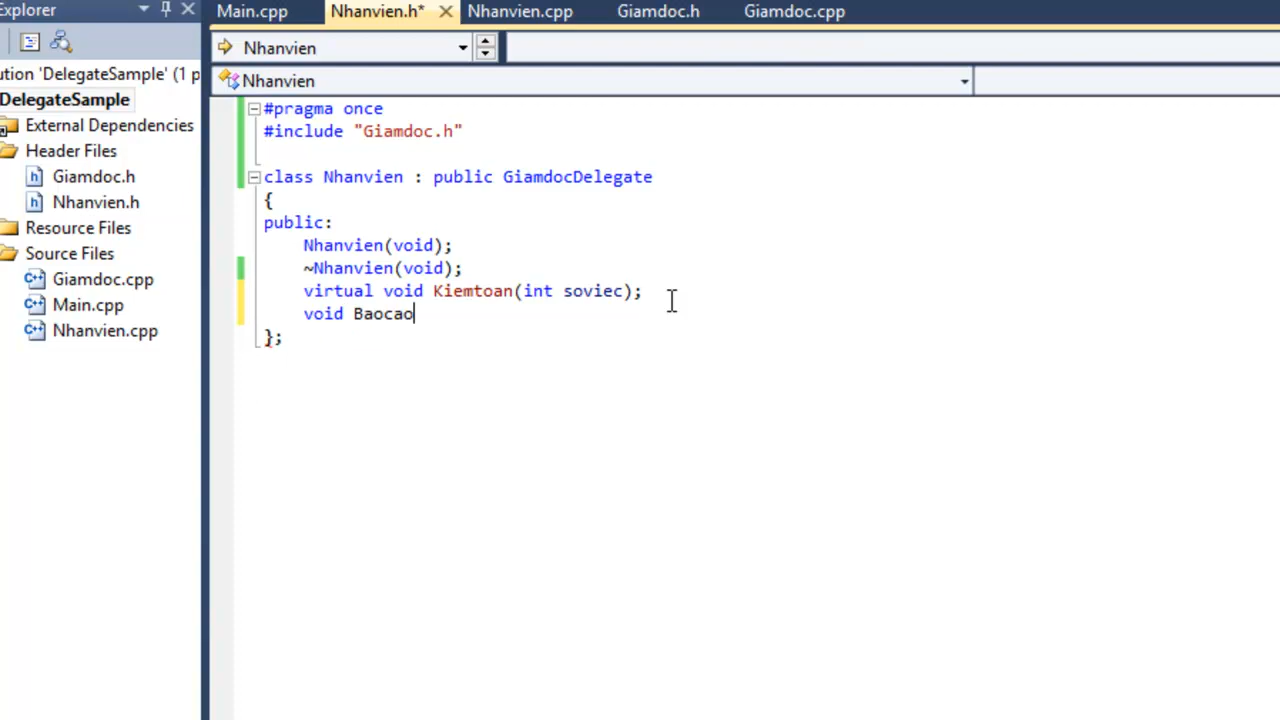 Explorer
Main.cpp
Nhanvien.h*
Nhanvien.cpp
Giamdoc.h
Giamdoc.cpp
Nhanvien
Nhanvien
ution 'DelegateSample' (1 p
DelegateSample
External Dependencies
Header Files
Giamdoc.h
Nhanvien.h
Resource Files
Source Files
Giamdoc.cpp
Main.cpp
Nhanvien.cpp
#pragma once
#include "Giamdoc.h"
class Nhanvien : public GiamdocDelegate
{
public:
Nhanvien(void);
~Nhanvien(void);
virtual void Kiemtoan(int soviec);
void Baocao
};